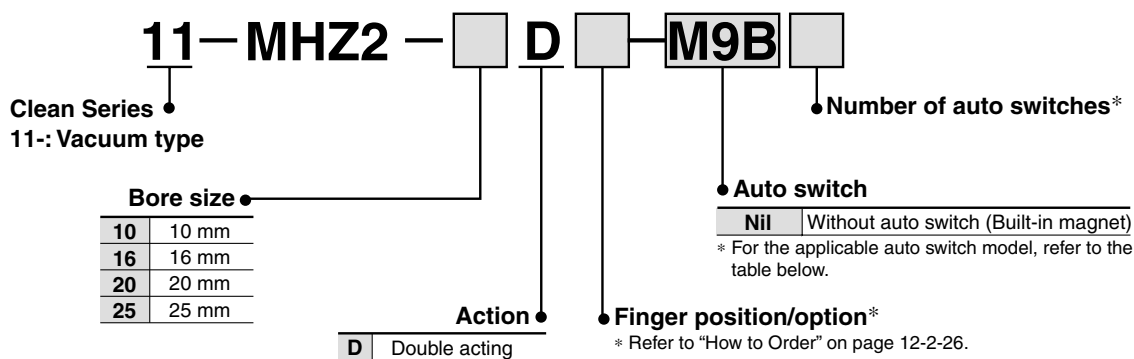 11—MHZ2— D —M9B
Clean Series
11-: Vacuum type
Number of auto switches*
Bore size
10 10 mm
16 16 mm
20 20 mm
25 25 mm
Auto switch
Nil Without auto switch (Built-in magnet)
* For the applicable auto switch model, refer to the
table below.
Action
D Double acting
Finger position/option*
* Refer to “How to Order” on page 12-2-26.